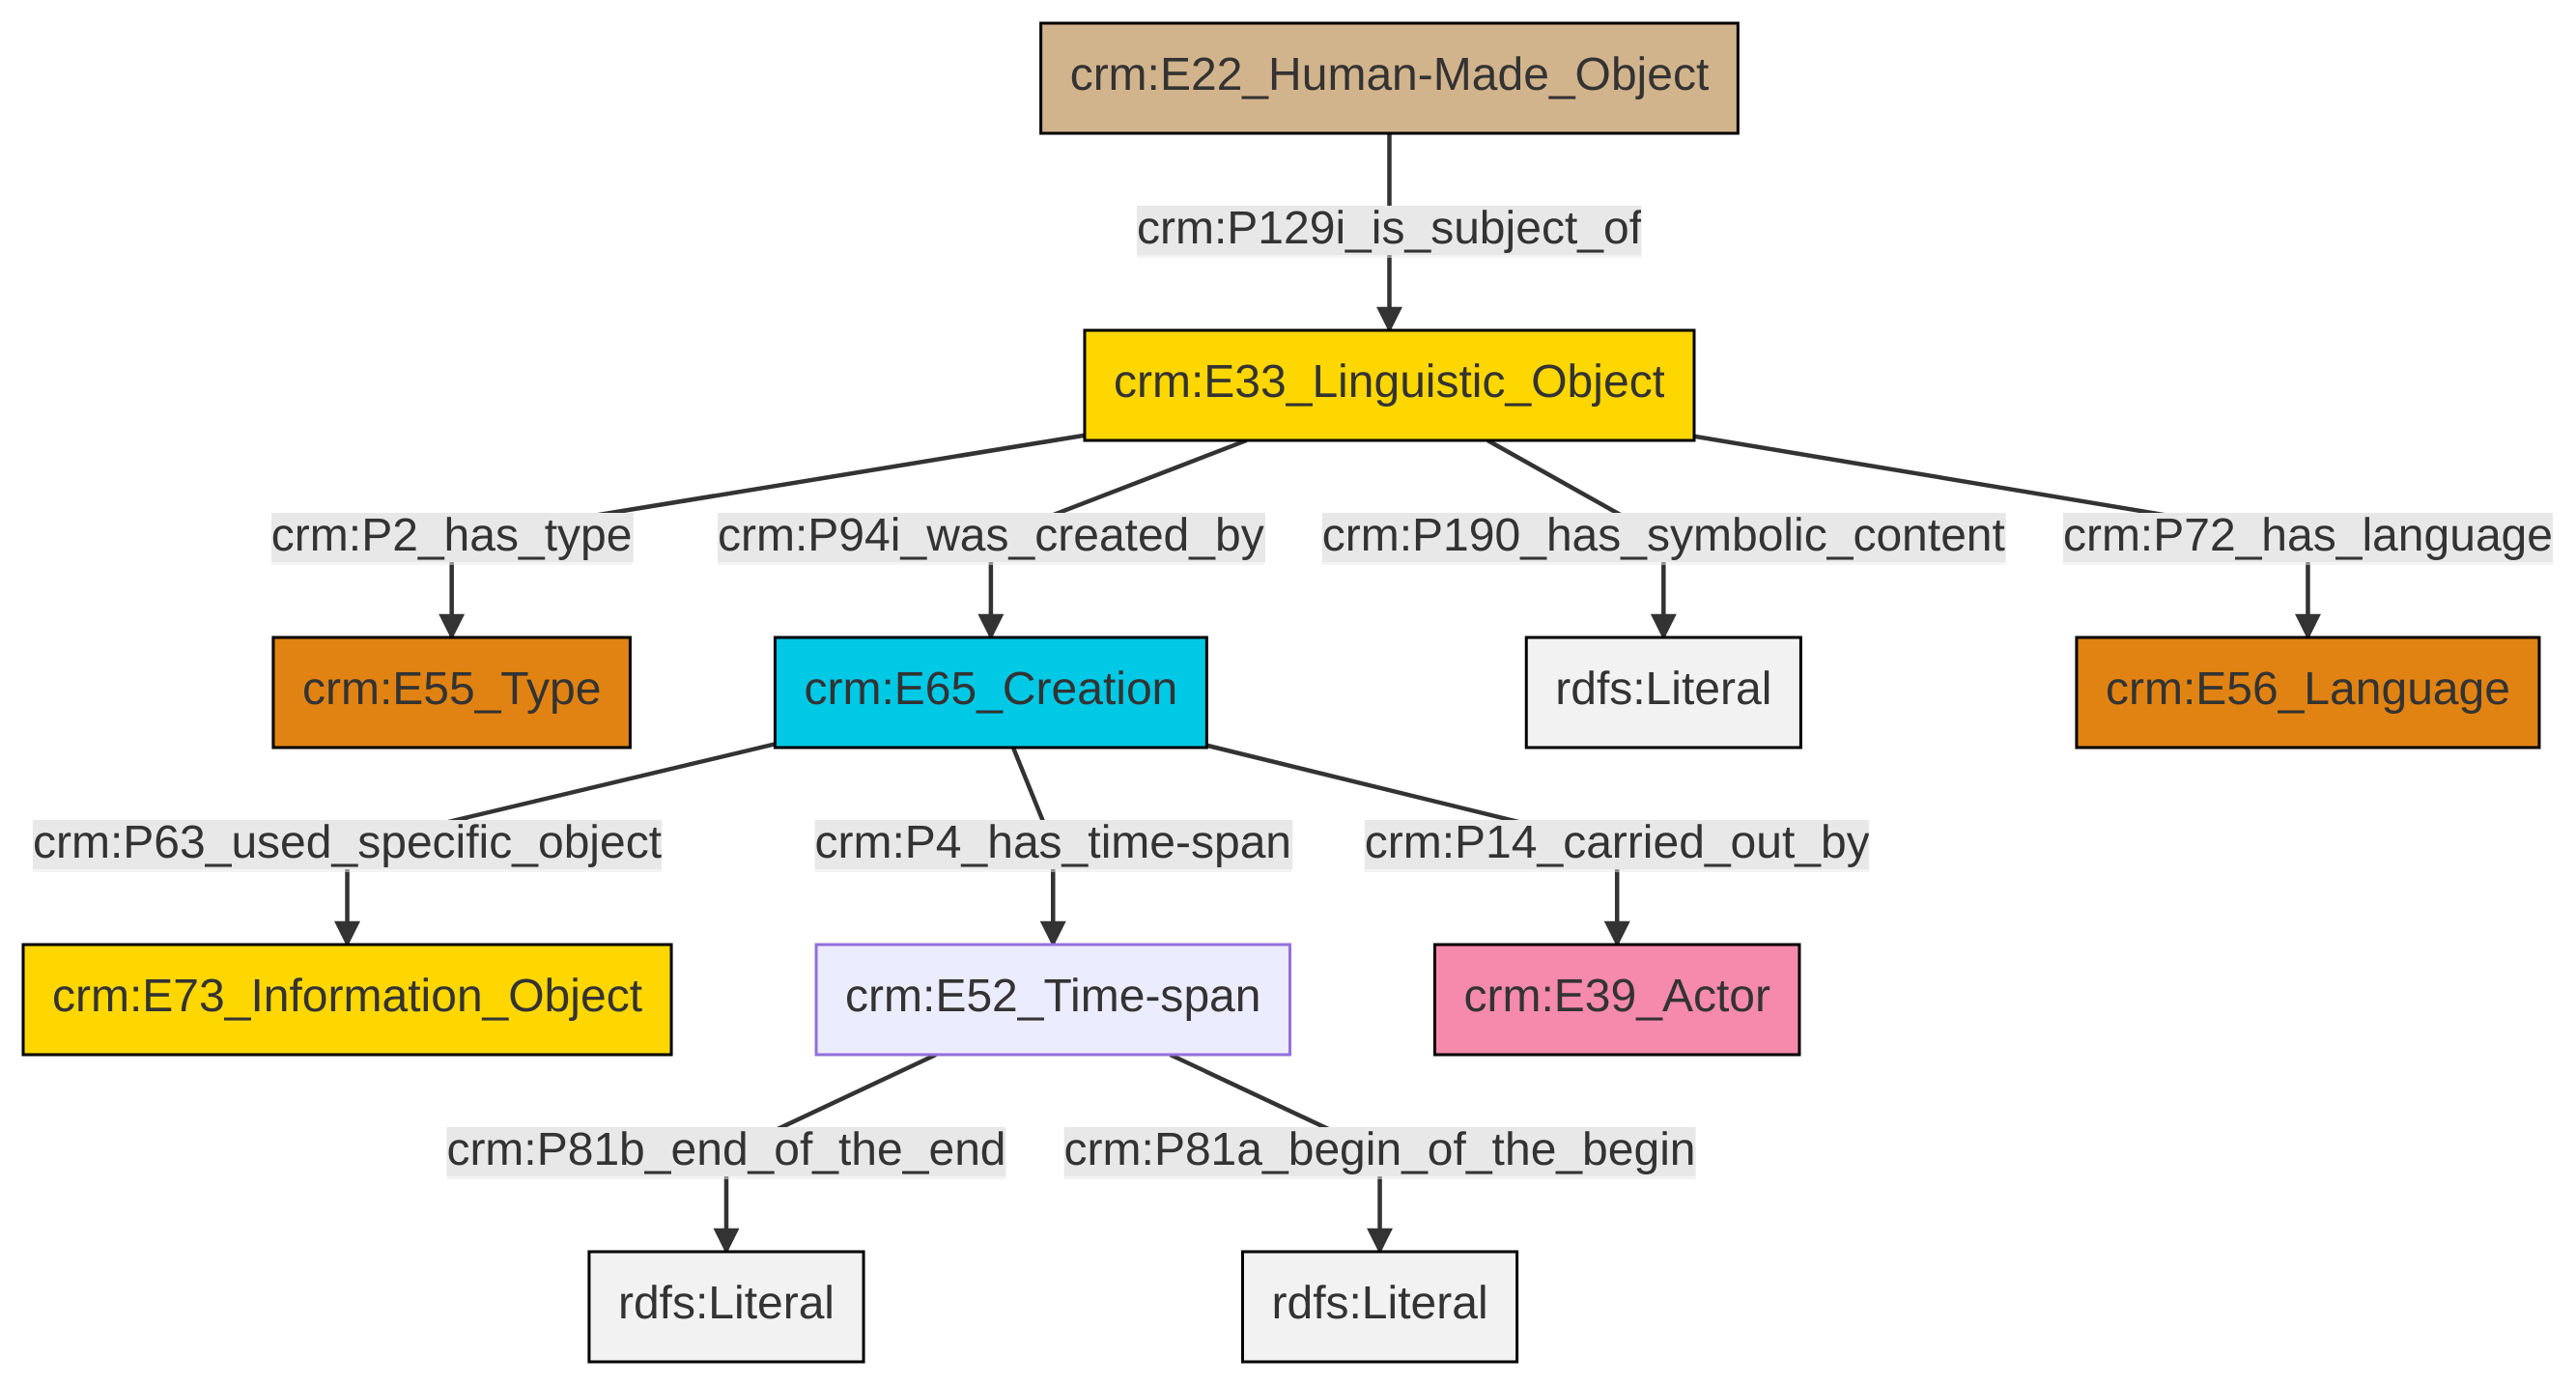 crm:E22_Human-Made_Object
crm:P129i_is_subject_of
crm:E33_Linguistic_Object
crm:P2_has_type
crm:P94i_was_created_by
crm:P190_has_symbolic_content
crm:P72_has_language
crm:E55_Type
crm:E65_Creation
rdfs:Literal
crm:E56_Language
crm:P63_used_specific_object
crm:P4_has_time-span
crm:P14_carried_out_by
crm:E73_Information_Object
crm:E52_Time-span
crm:E39_Actor
crm:P81b_end_of_the_end
crm:P81a_begin_of_the_begin
rdfs:Literal
rdfs:Literal